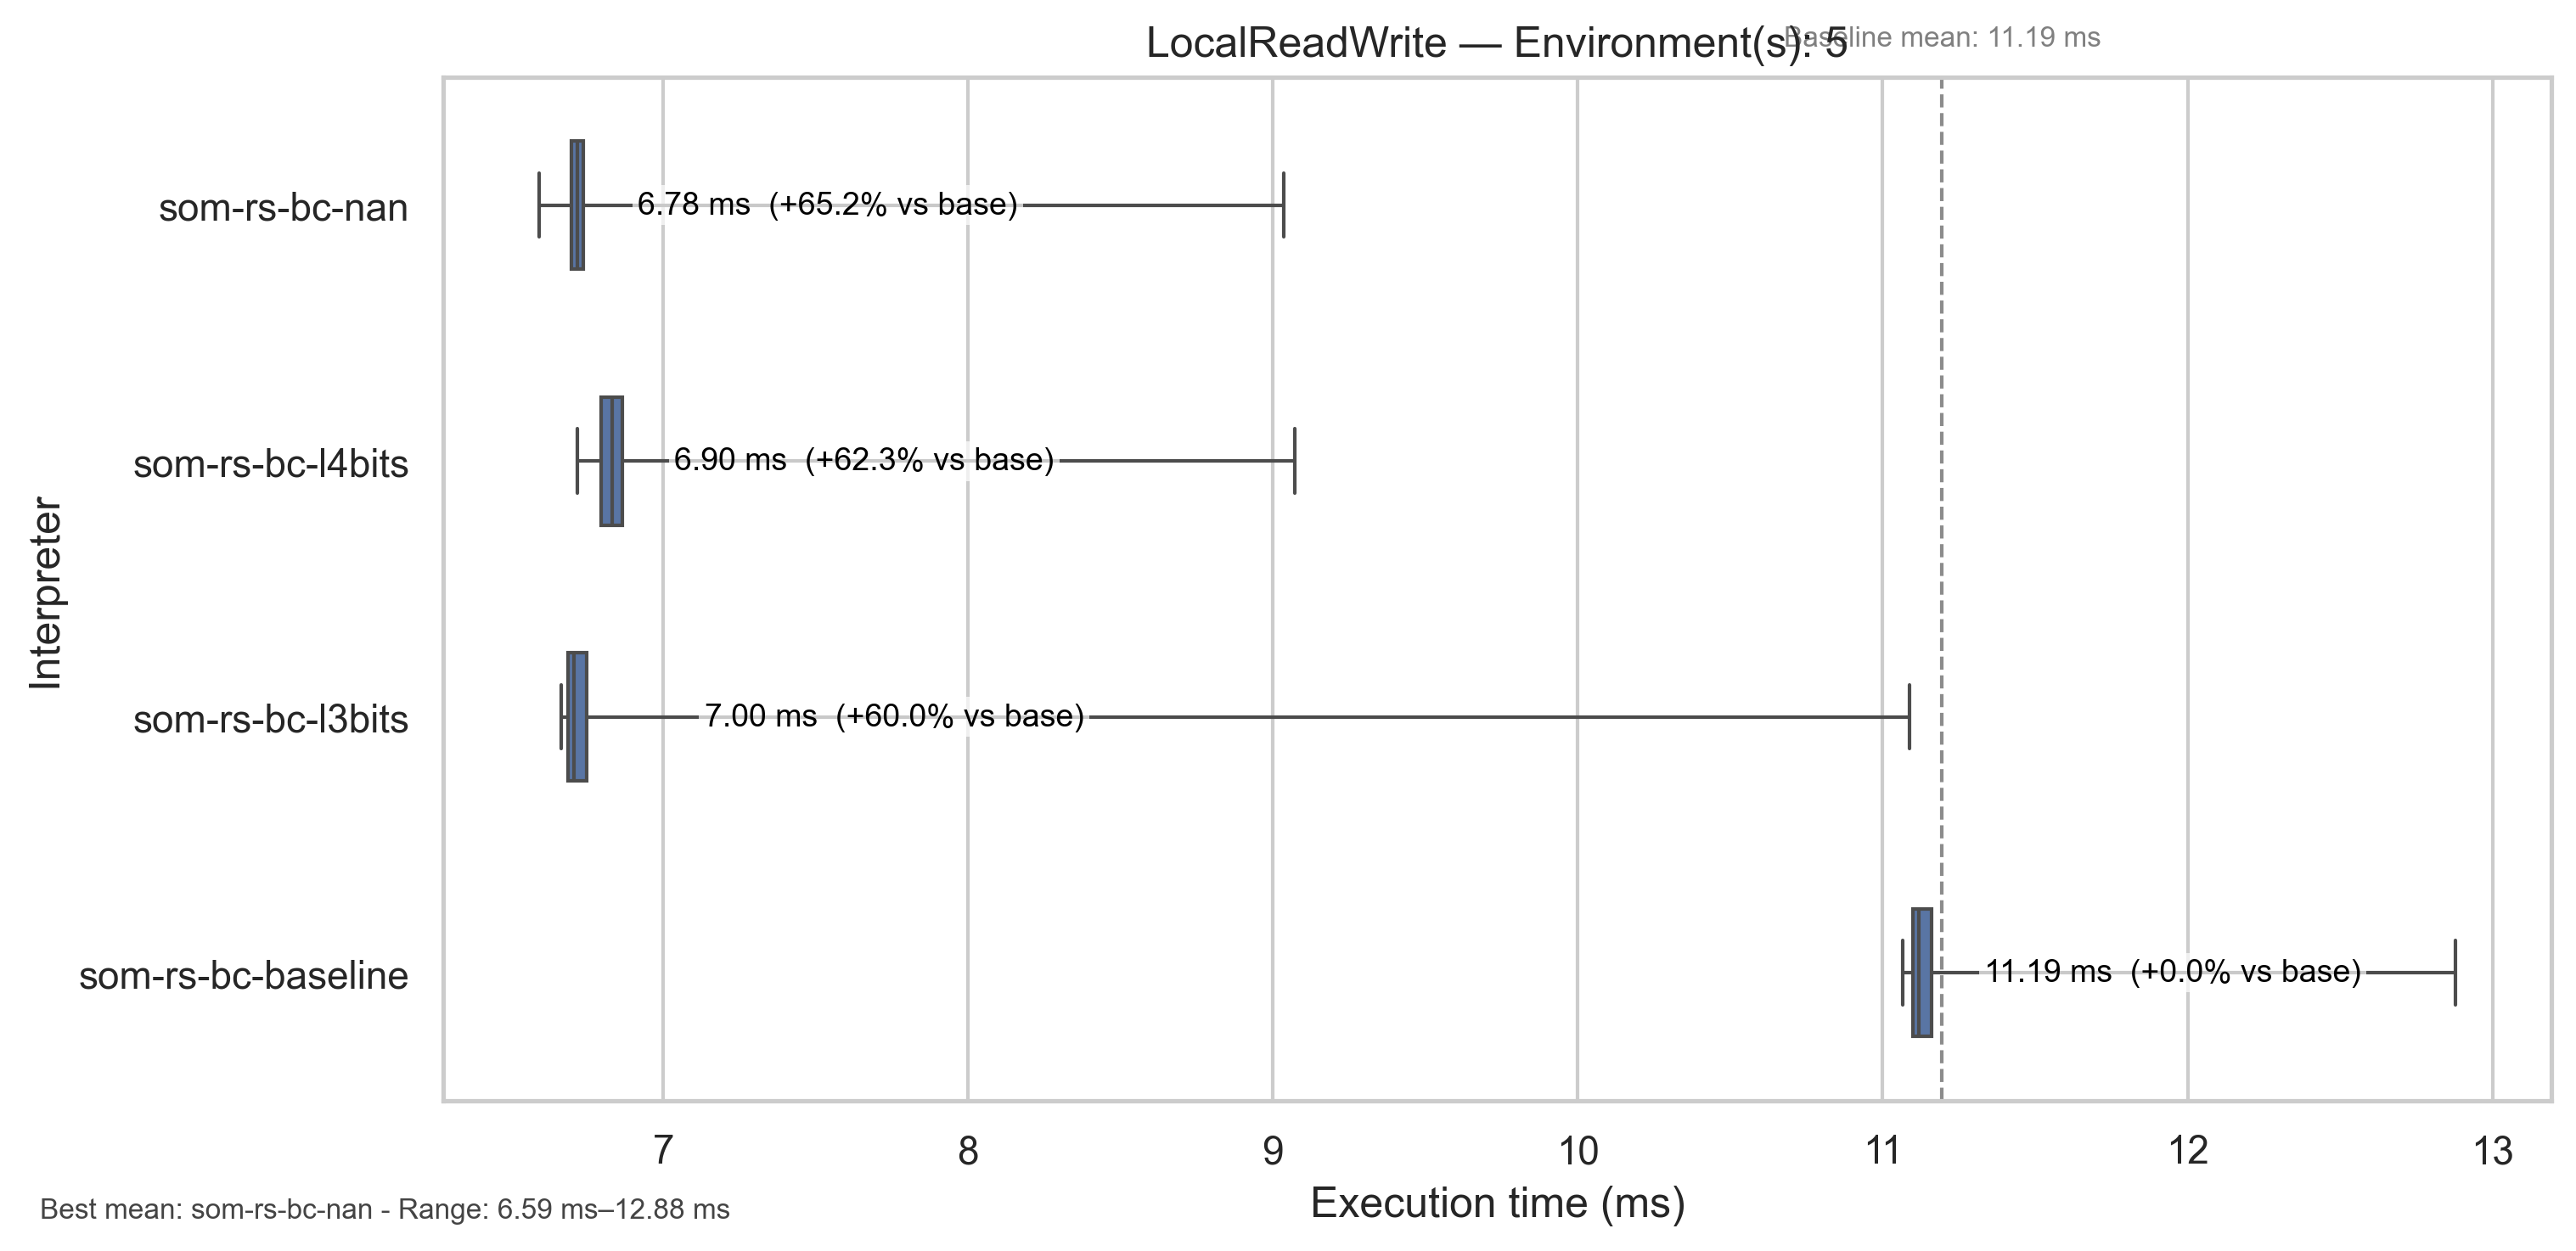 LocalReadWrite — Environment(s): 5
Baseline mean: 11.19 ms
som-rs-bc-nan
6.78 ms (+65.2% vs base)
som-rs-bc-l4bits
6.90 ms (+62.3% vs base)
som-rs-bc-l3bits
7.00 ms (+60.0% vs base)
som-rs-bc-baseline
11.19 ms (+0.0% vs base)
Interpreter
7 8 9 10 11 12 13
Execution time (ms)
Best mean: som-rs-bc-nan - Range: 6.59 ms–12.88 ms